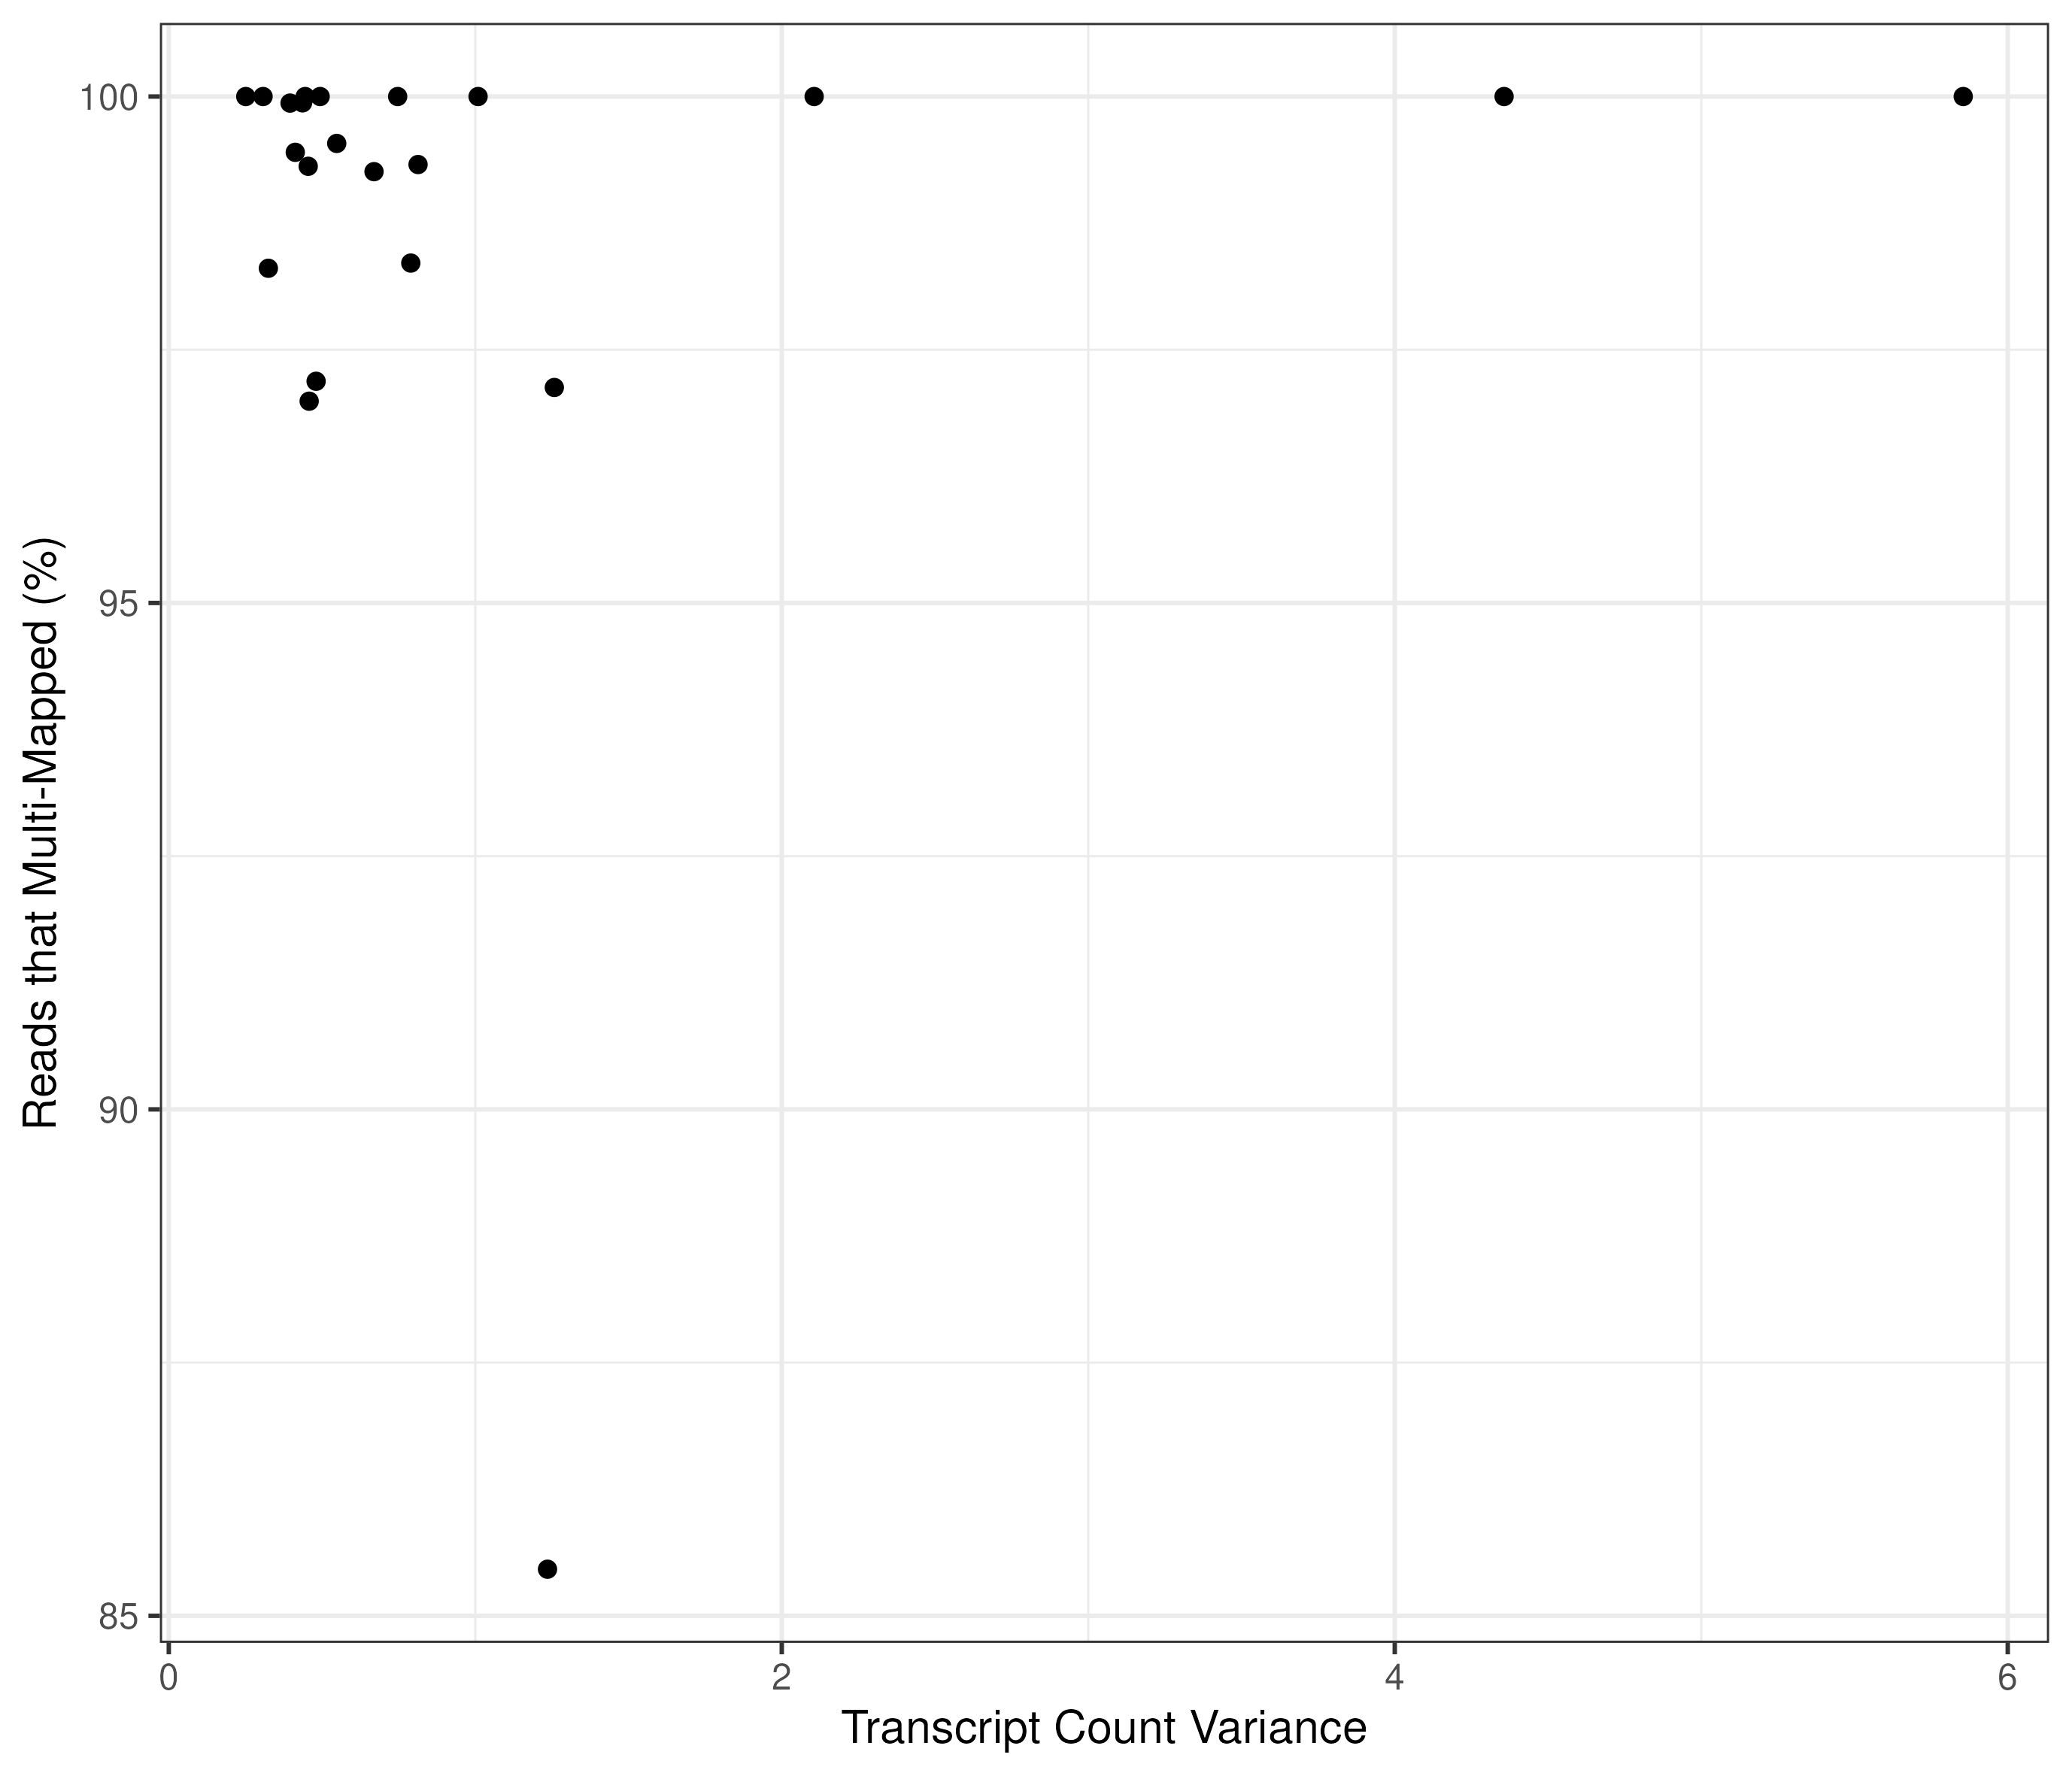 Reads that Multi-Mapped (%)
100
95
90
85
0 2 4 6
Transcript Count Variance